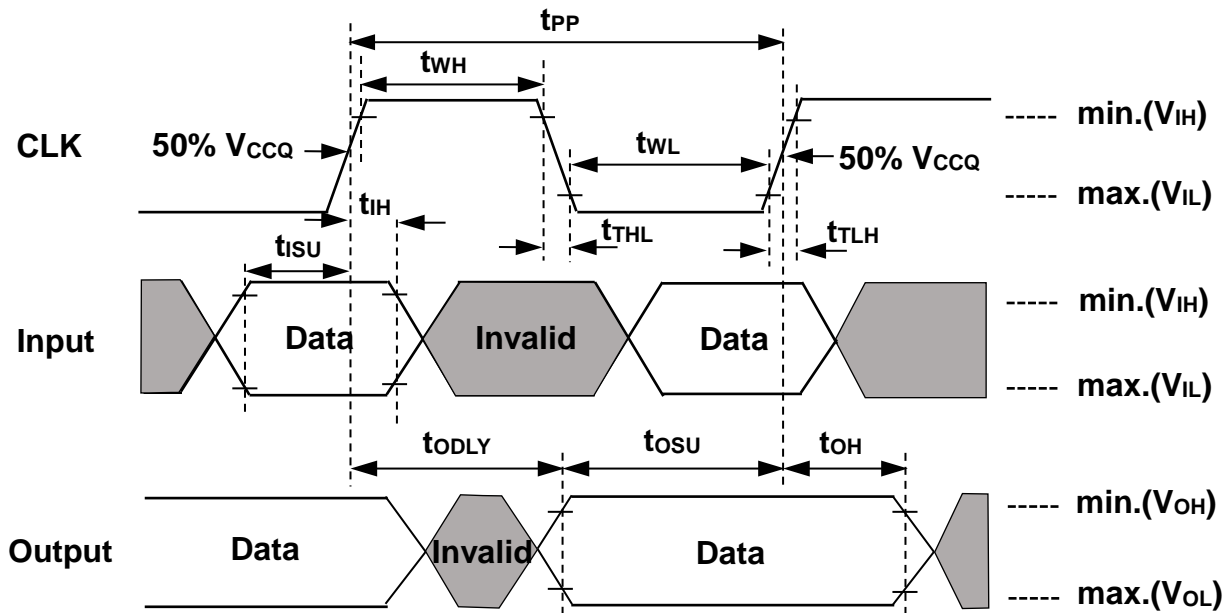 tPP
tWH
CLK
50% VCCQ
tWL
50% VCCQ
----- min.(VIH)
----- max.(VIL)
tIH
tISU
tTHL
tTLH
Input
Data
Invalid
Data
----- min.(VIH)
----- max.(VIL)
tODLY
tOSU
tOH
Output
Data
Invalid
Data
----- min.(VOH)
----- max.(VOL)